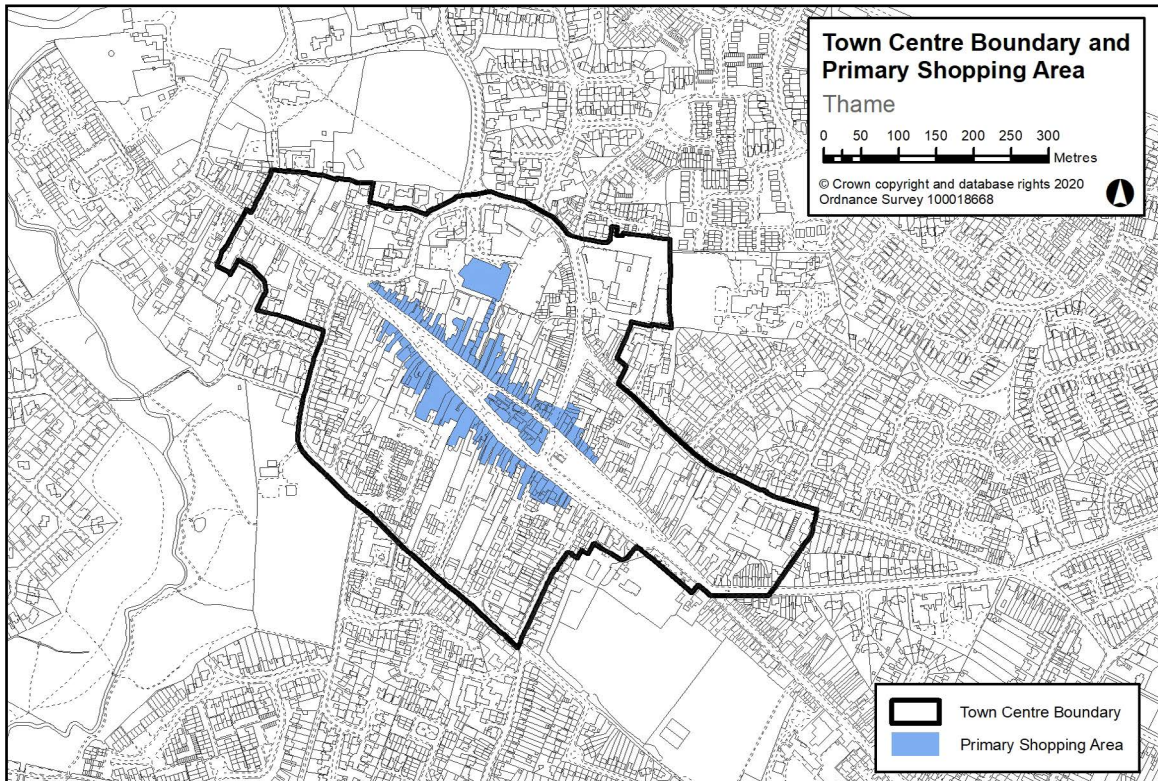 Town Centre Boundary and
Primary Shopping Area
Thame
0 50 100 150 200 250 300
Metres
© Crown copyright and database rights 2020
Ordnance Survey 100018668
Town Centre Boundary
Primary Shopping Area